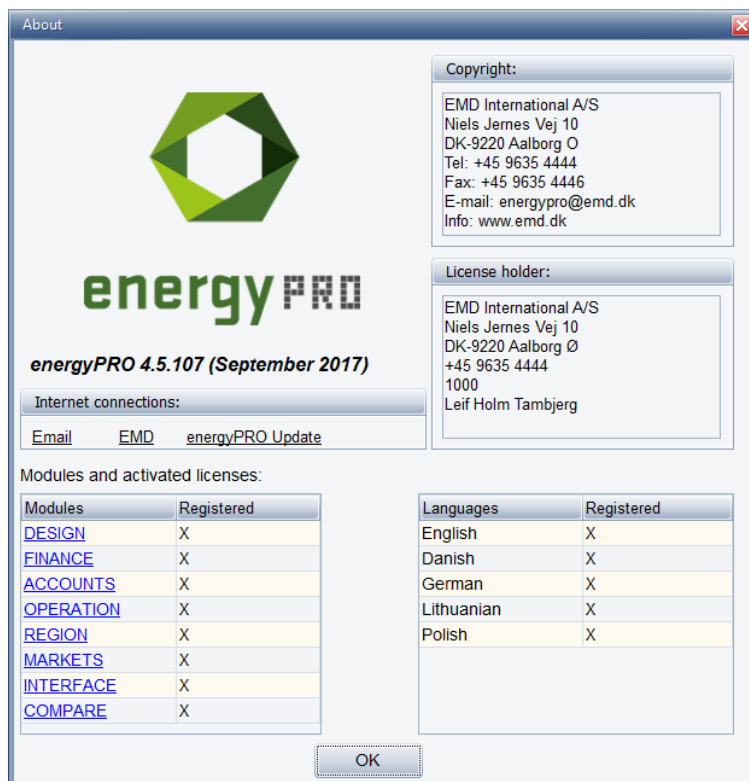 About
energyPRO
energyPRO 4.5.107 (September 2017)
Internet connections:
Email EMD energyPRO Update
Copyright:
EMD International A/S
Niels Jernes Vej 10
DK-9220 Aalborg O
Tel: +45 9635 4444
Fax: +45 9635 4446
E-mail: energypro@emd.dk
Info: www.emd.dk
License holder:
EMD International A/S
Niels Jernes Vej 10
DK-9220 Aalborg Ø
+45 9635 4444
1000
Leif Holm Tambjerg
Modules and activated licenses:
Modules Registered
DESIGN X
FINANCE X
ACCOUNTS X
OPERATION X
REGION X
MARKETS X
INTERFACE X
COMPARE X
Languages Registered
English X
Danish X
German X
Lithuanian X
Polish X
OK